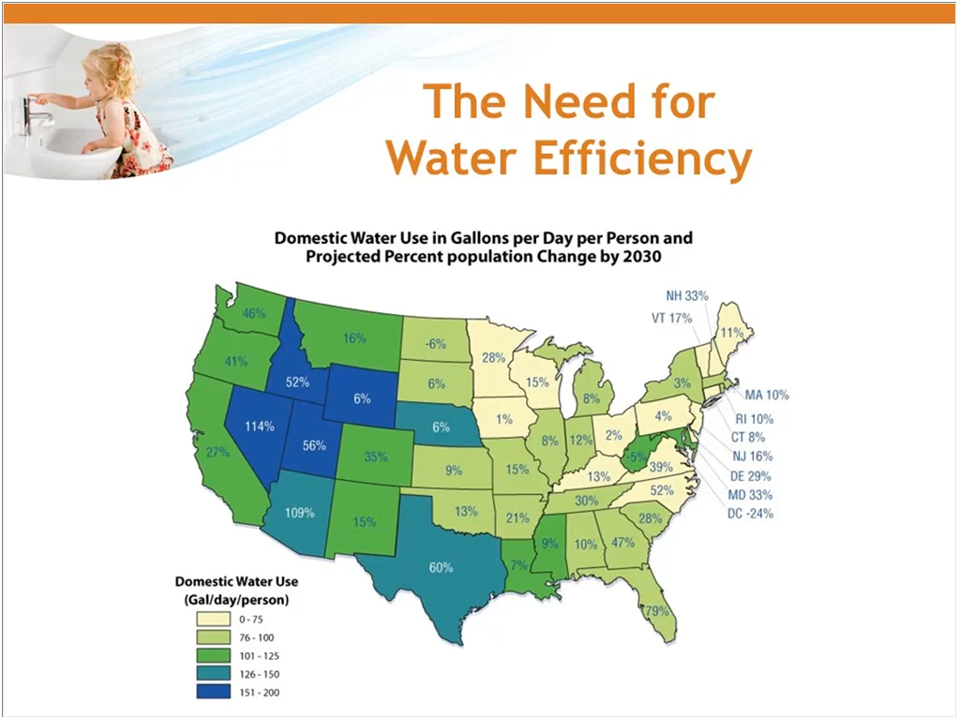 The Need for
Water Efficiency
Domestic Water Use in Gallons per Day per Person and
Projected Percent population Change by 2030
NH 33%
VT 17%
46%
16%
-6%
28%
11%
41%
52%
6%
6%
15%
8%
3%
MA 10%
RI 10%
CT 8%
NJ 16%
DE 29%
MD 33%
DC -24%
114%
56%
6%
1%
4%
27%
35%
9%
8%
12%
2%
-5%
39%
15%
13%
52%
109%
15%
13%
21%
30%
28%
60%
7%
9%
10%
47%
79%
Domestic Water Use
(Gal/day/person)
0 - 75
76 - 100
101 - 125
126 - 150
151 - 200